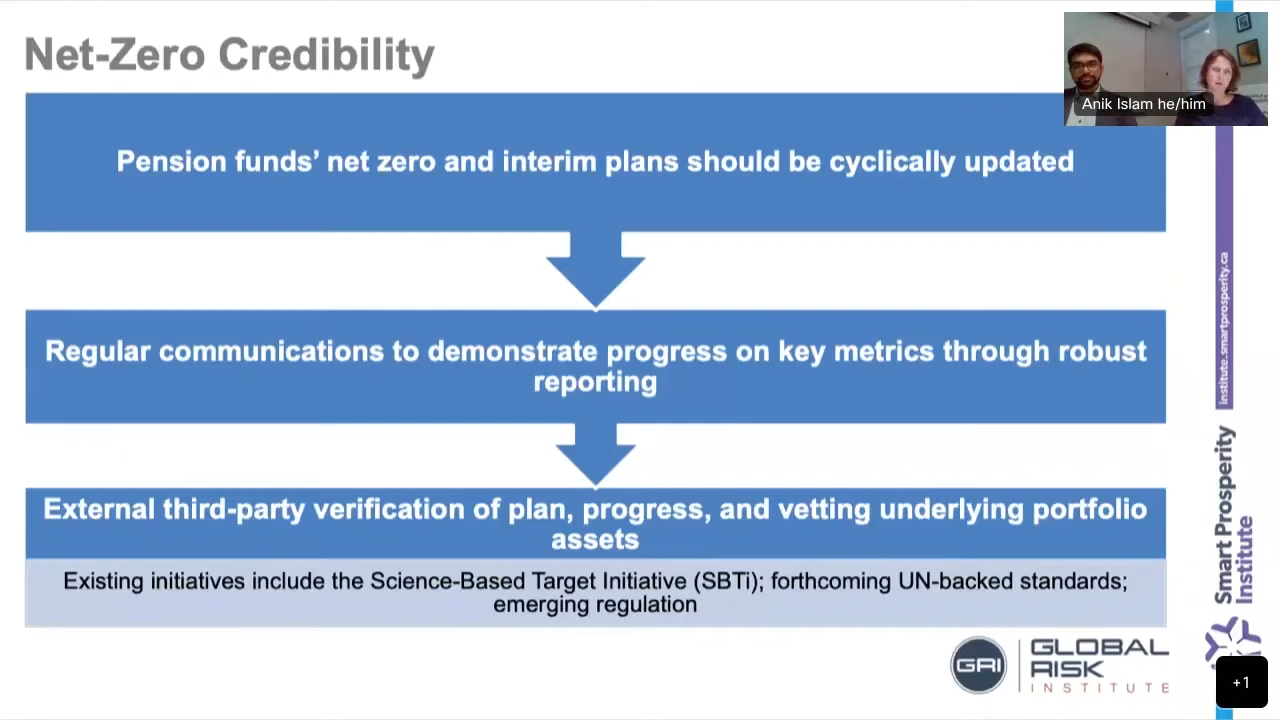 Net-Zero Credibility
Anik Islam he/him
Pension funds’ net zero and interim plans should be cyclically updated
Regular communications to demonstrate progress on key metrics through robust
reporting
External third-party verification of plan, progress, and vetting underlying portfolio
assets
Existing initiatives include the Science-Based Target Initiative (SBTi); forthcoming UN-backed standards;
emerging regulation
institute.smartprosperity.ca
Smart Prosperity
Institute
GRI
GLOBAL
RISK
INSTITUTE
+1